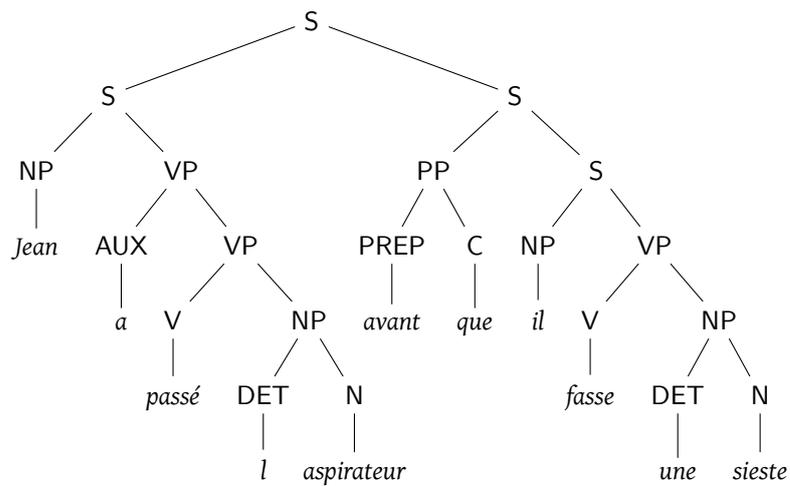 S
S S
NP VP PP S
Jean AUX VP PREP C NP VP
a V NP avant que il V NP
passé DET N fasse DET N
l aspirateur une sieste